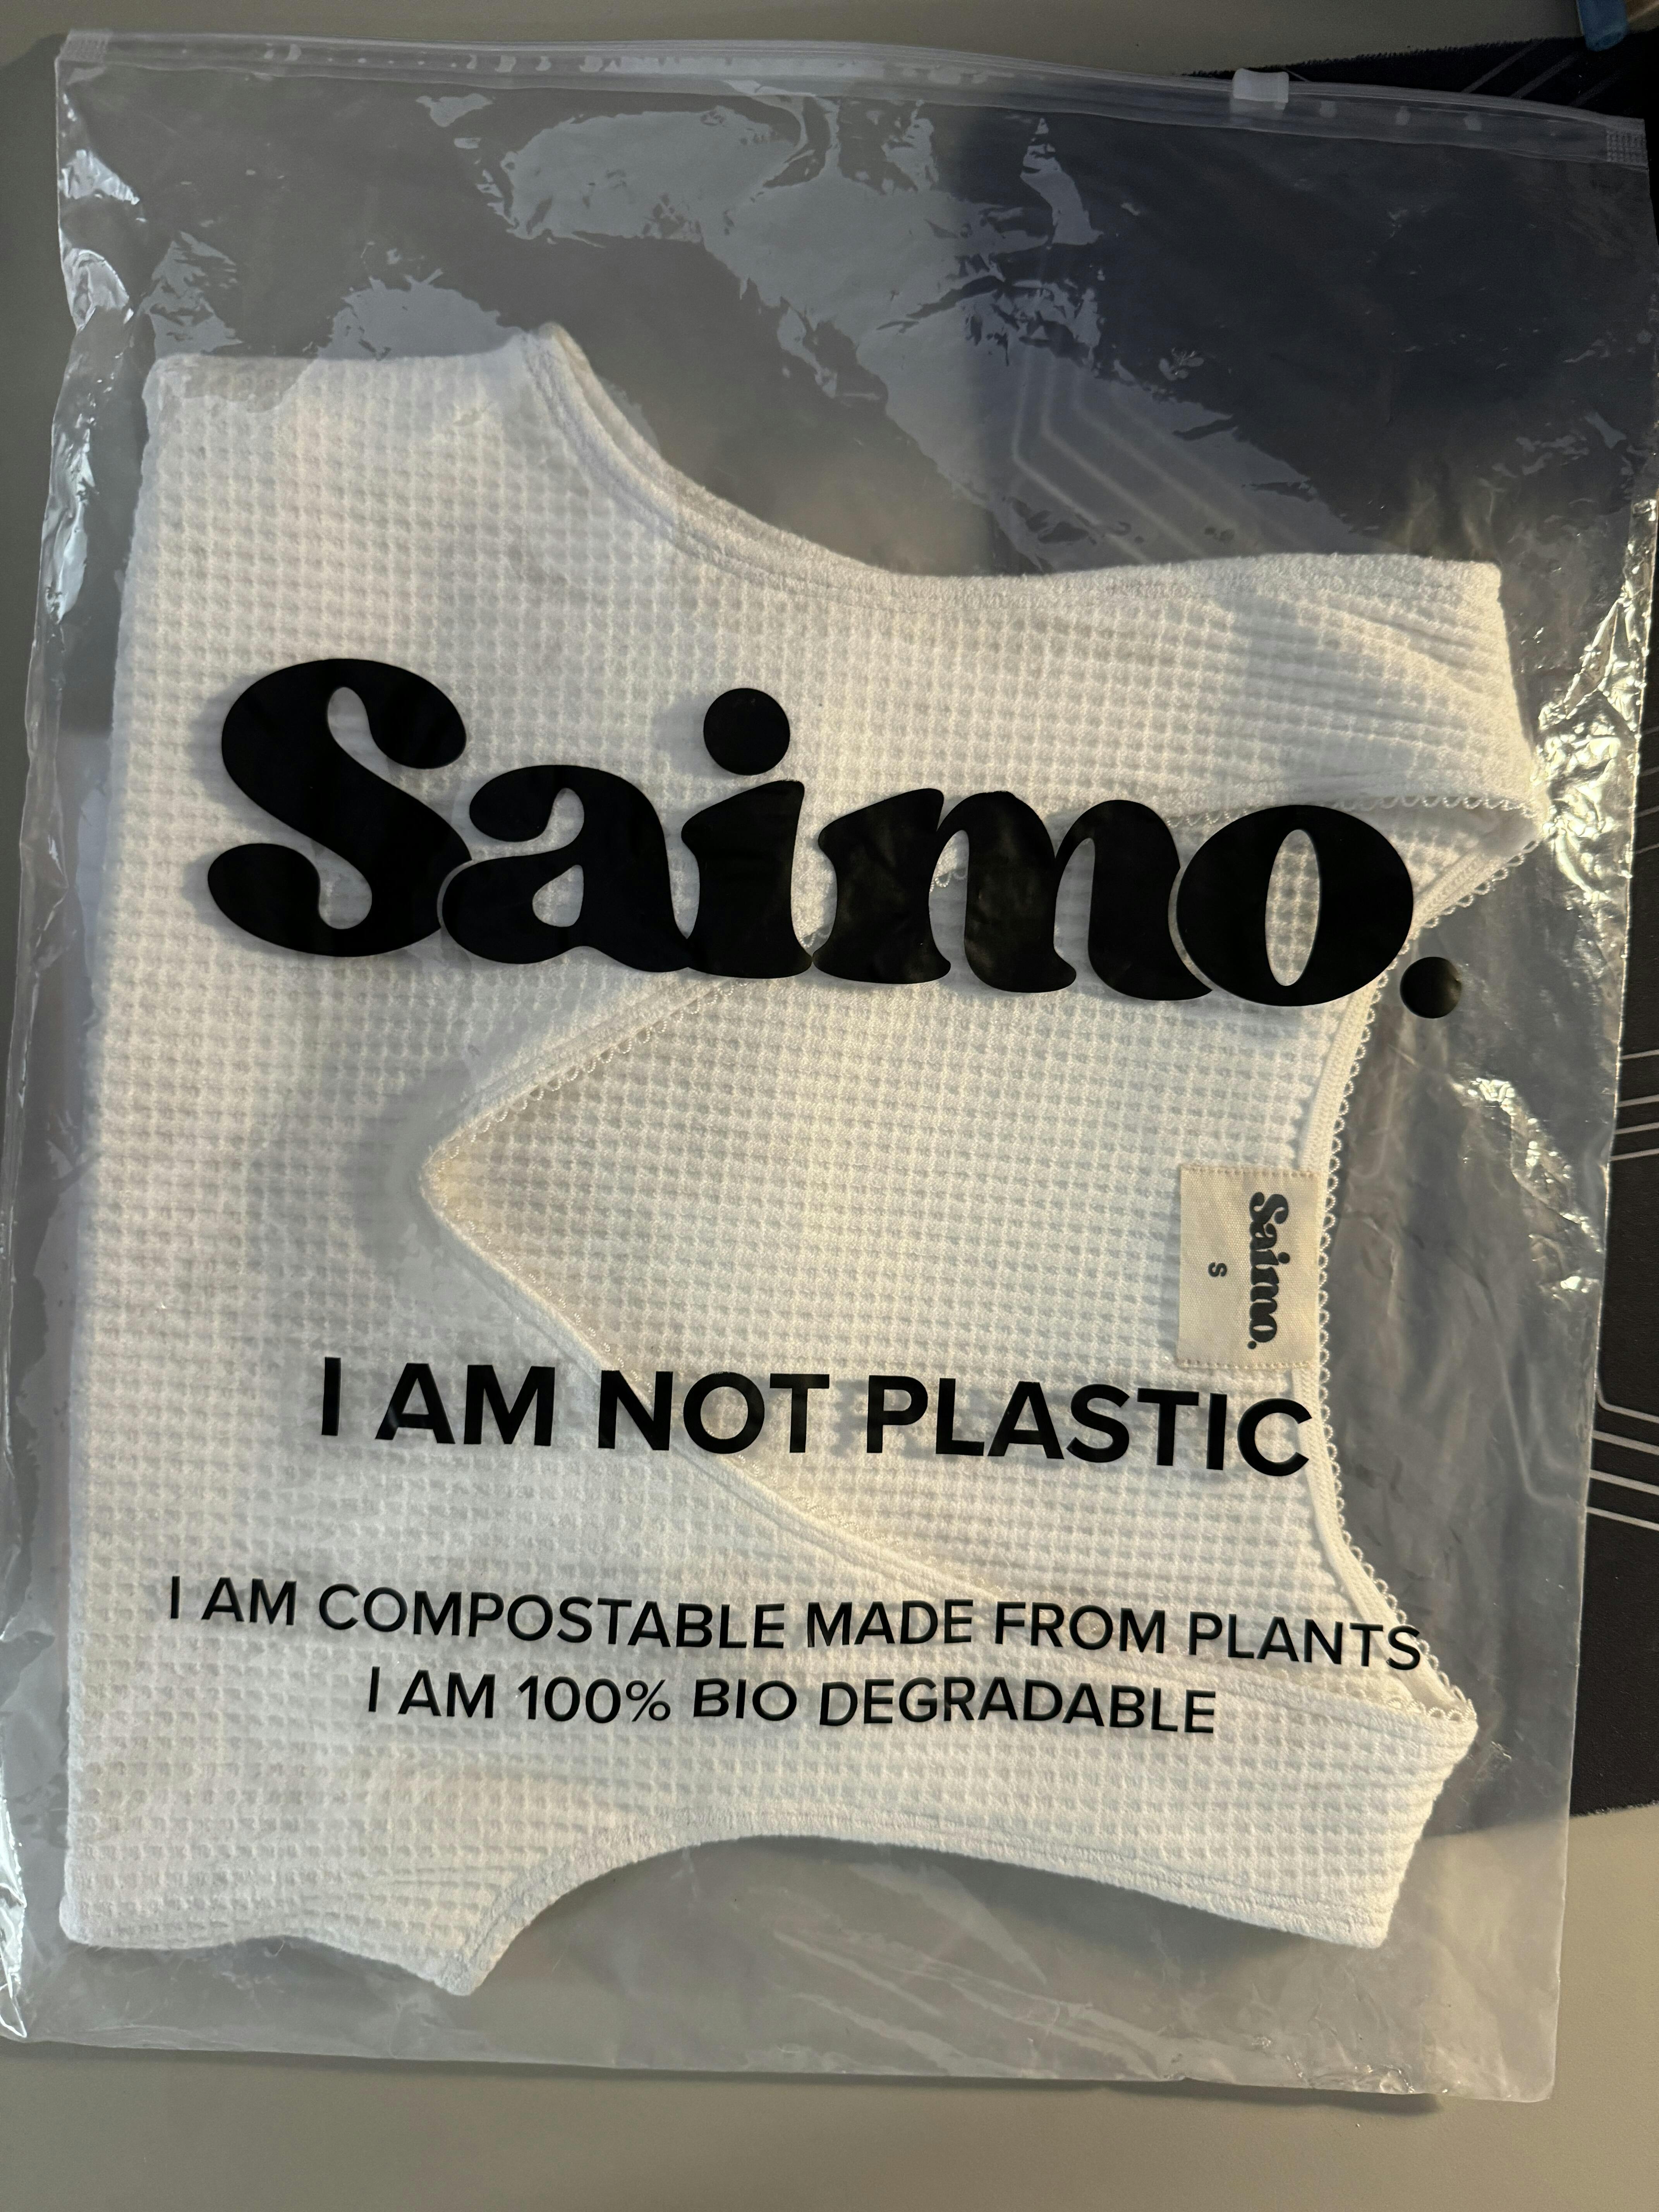 Saimo.
Saimo.
S
I AM NOT PLASTIC
I AM COMPOSTABLE MADE FROM PLANTS
I AM 100% BIO DEGRADABLE